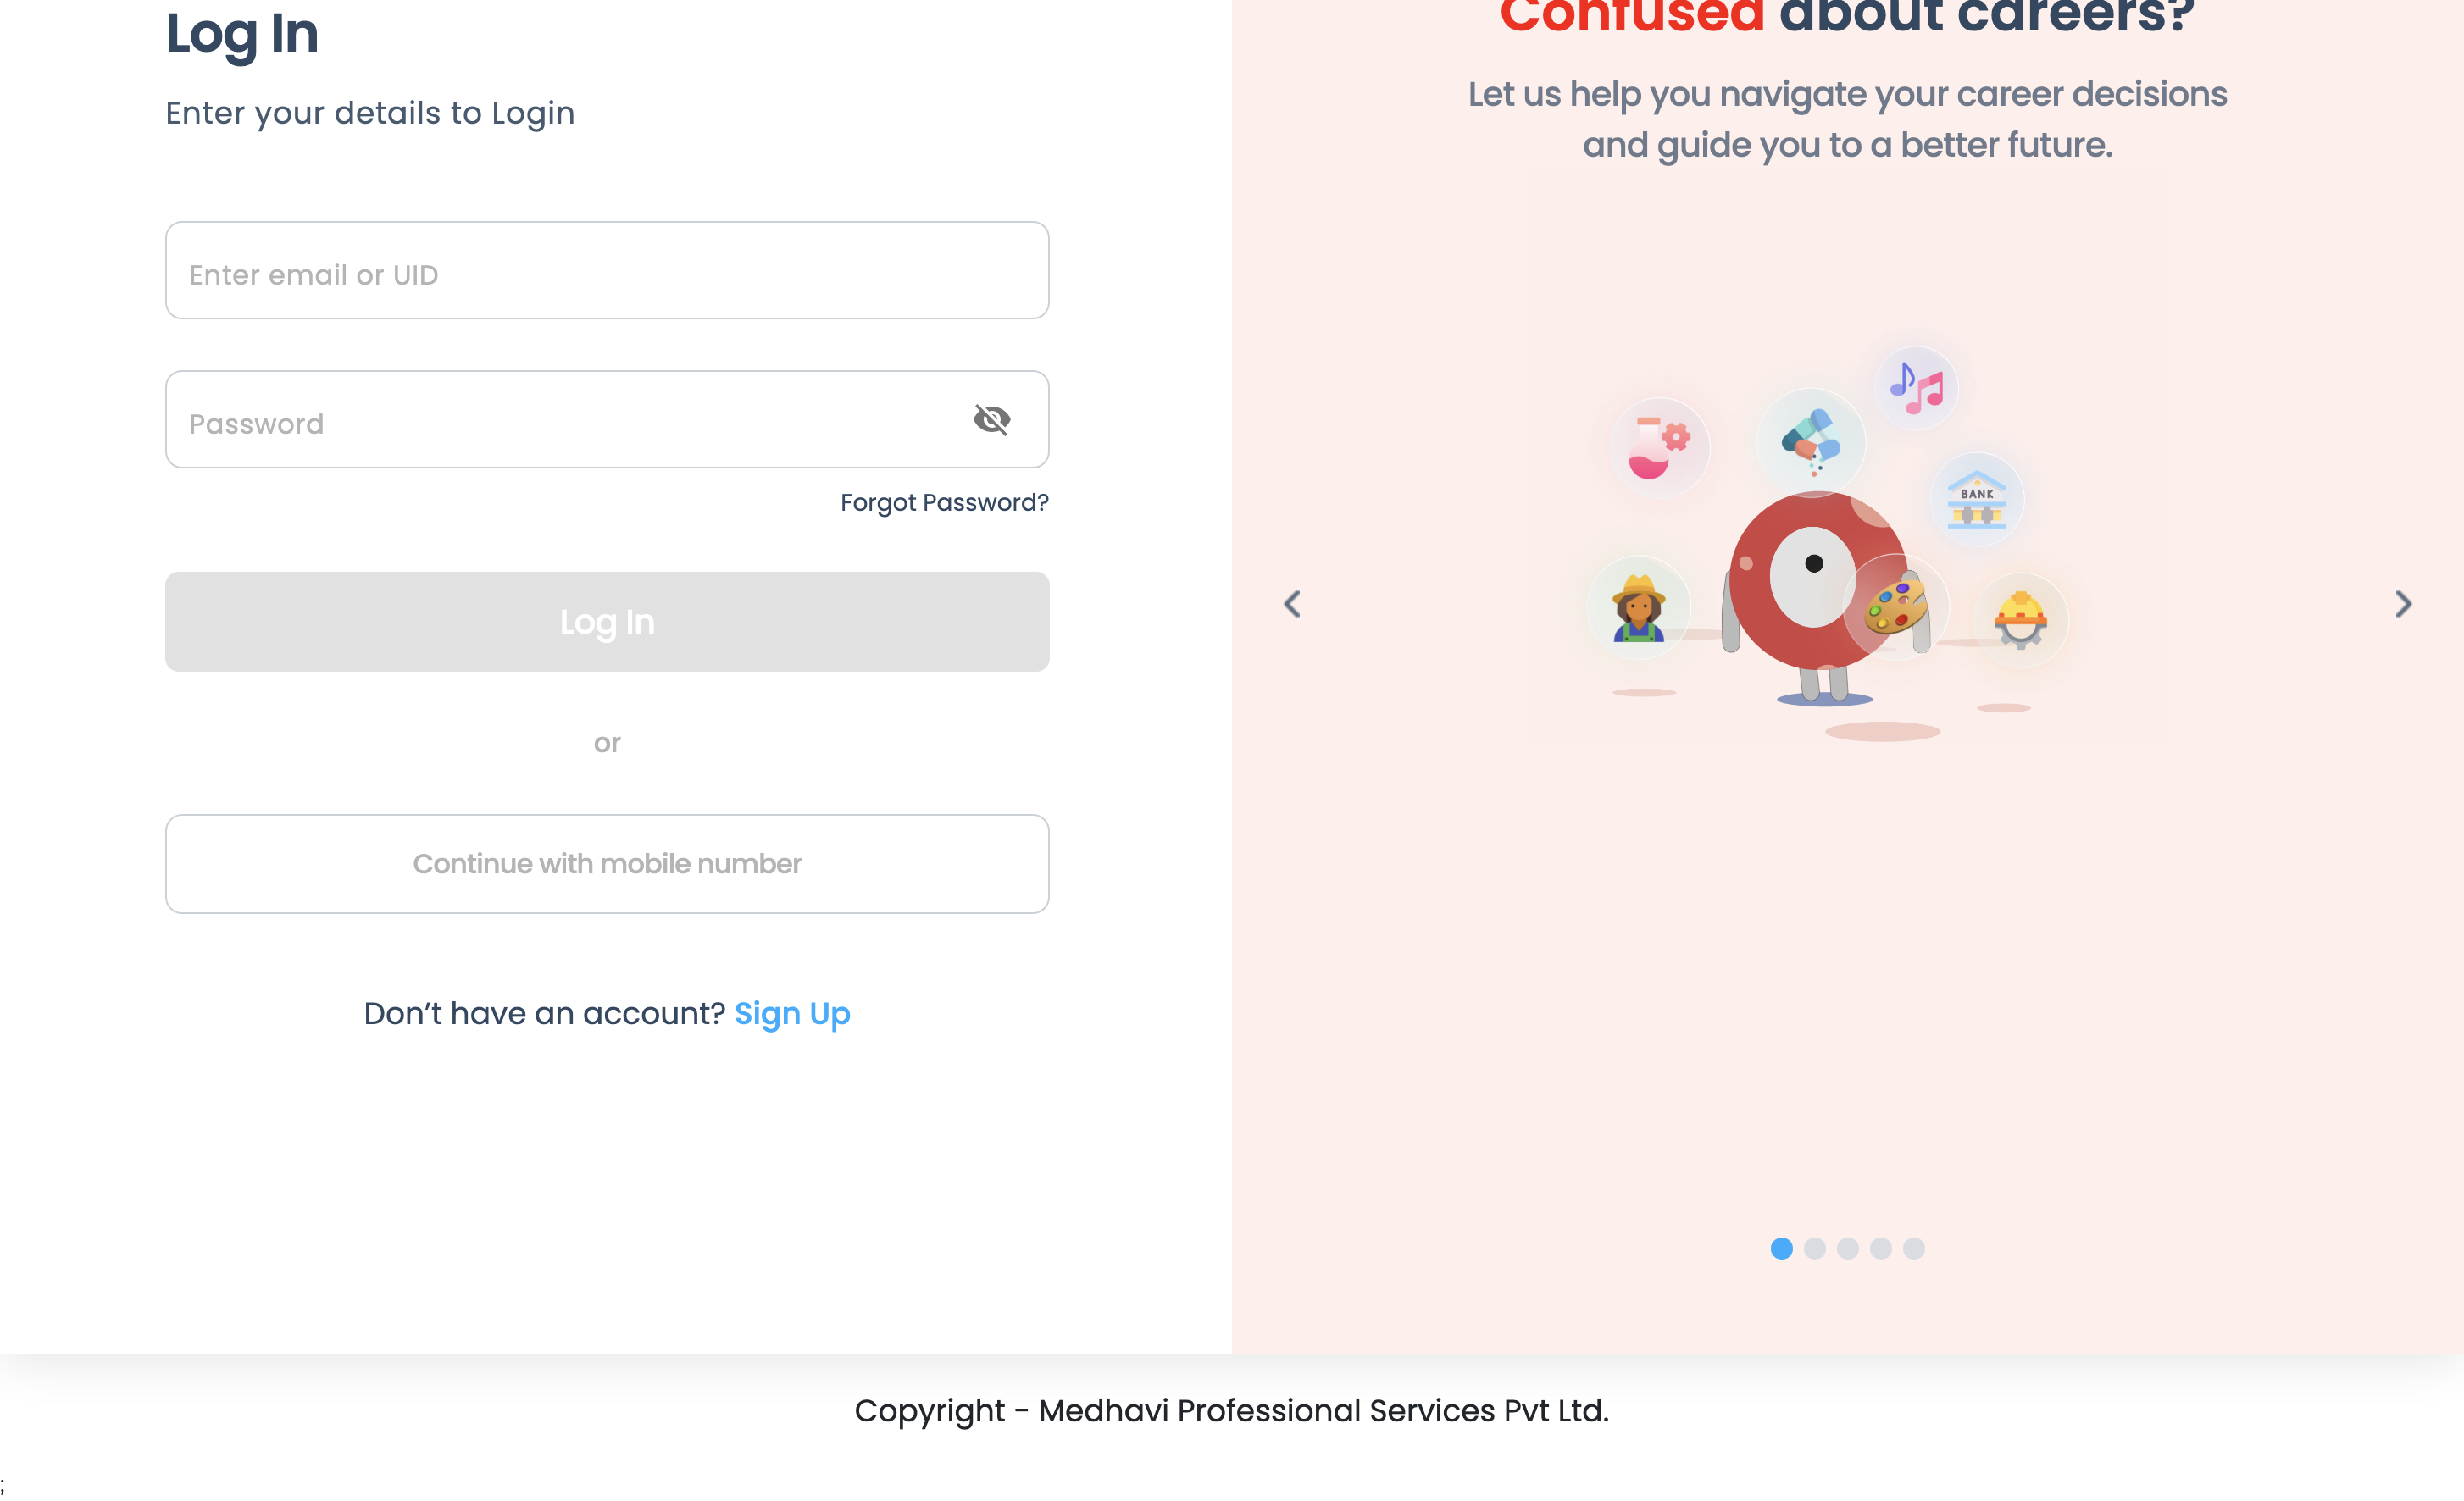 Log In
Enter your details to Login
Enter email or UID
Password
Forgot Password?
Log In
or
Continue with mobile number
Don’t have an account? Sign Up
Confused about careers?
Let us help you navigate your career decisions
and guide you to a better future.
BANK
Copyright - Medhavi Professional Services Pvt Ltd.
;